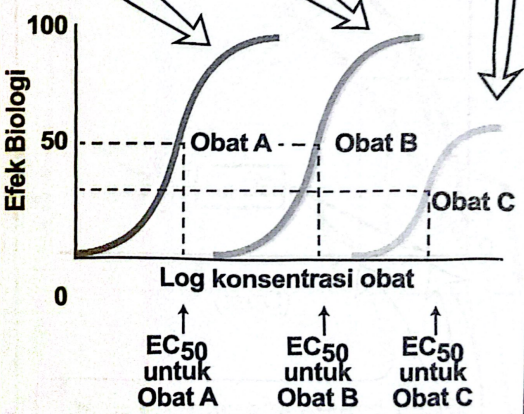 100
Efek Biologi
50
Obat A
Obat B
Obat C
Log konsentrasi obat
0
EC50
untuk
Obat A
EC50
untuk
Obat B
EC50
untuk
Obat C